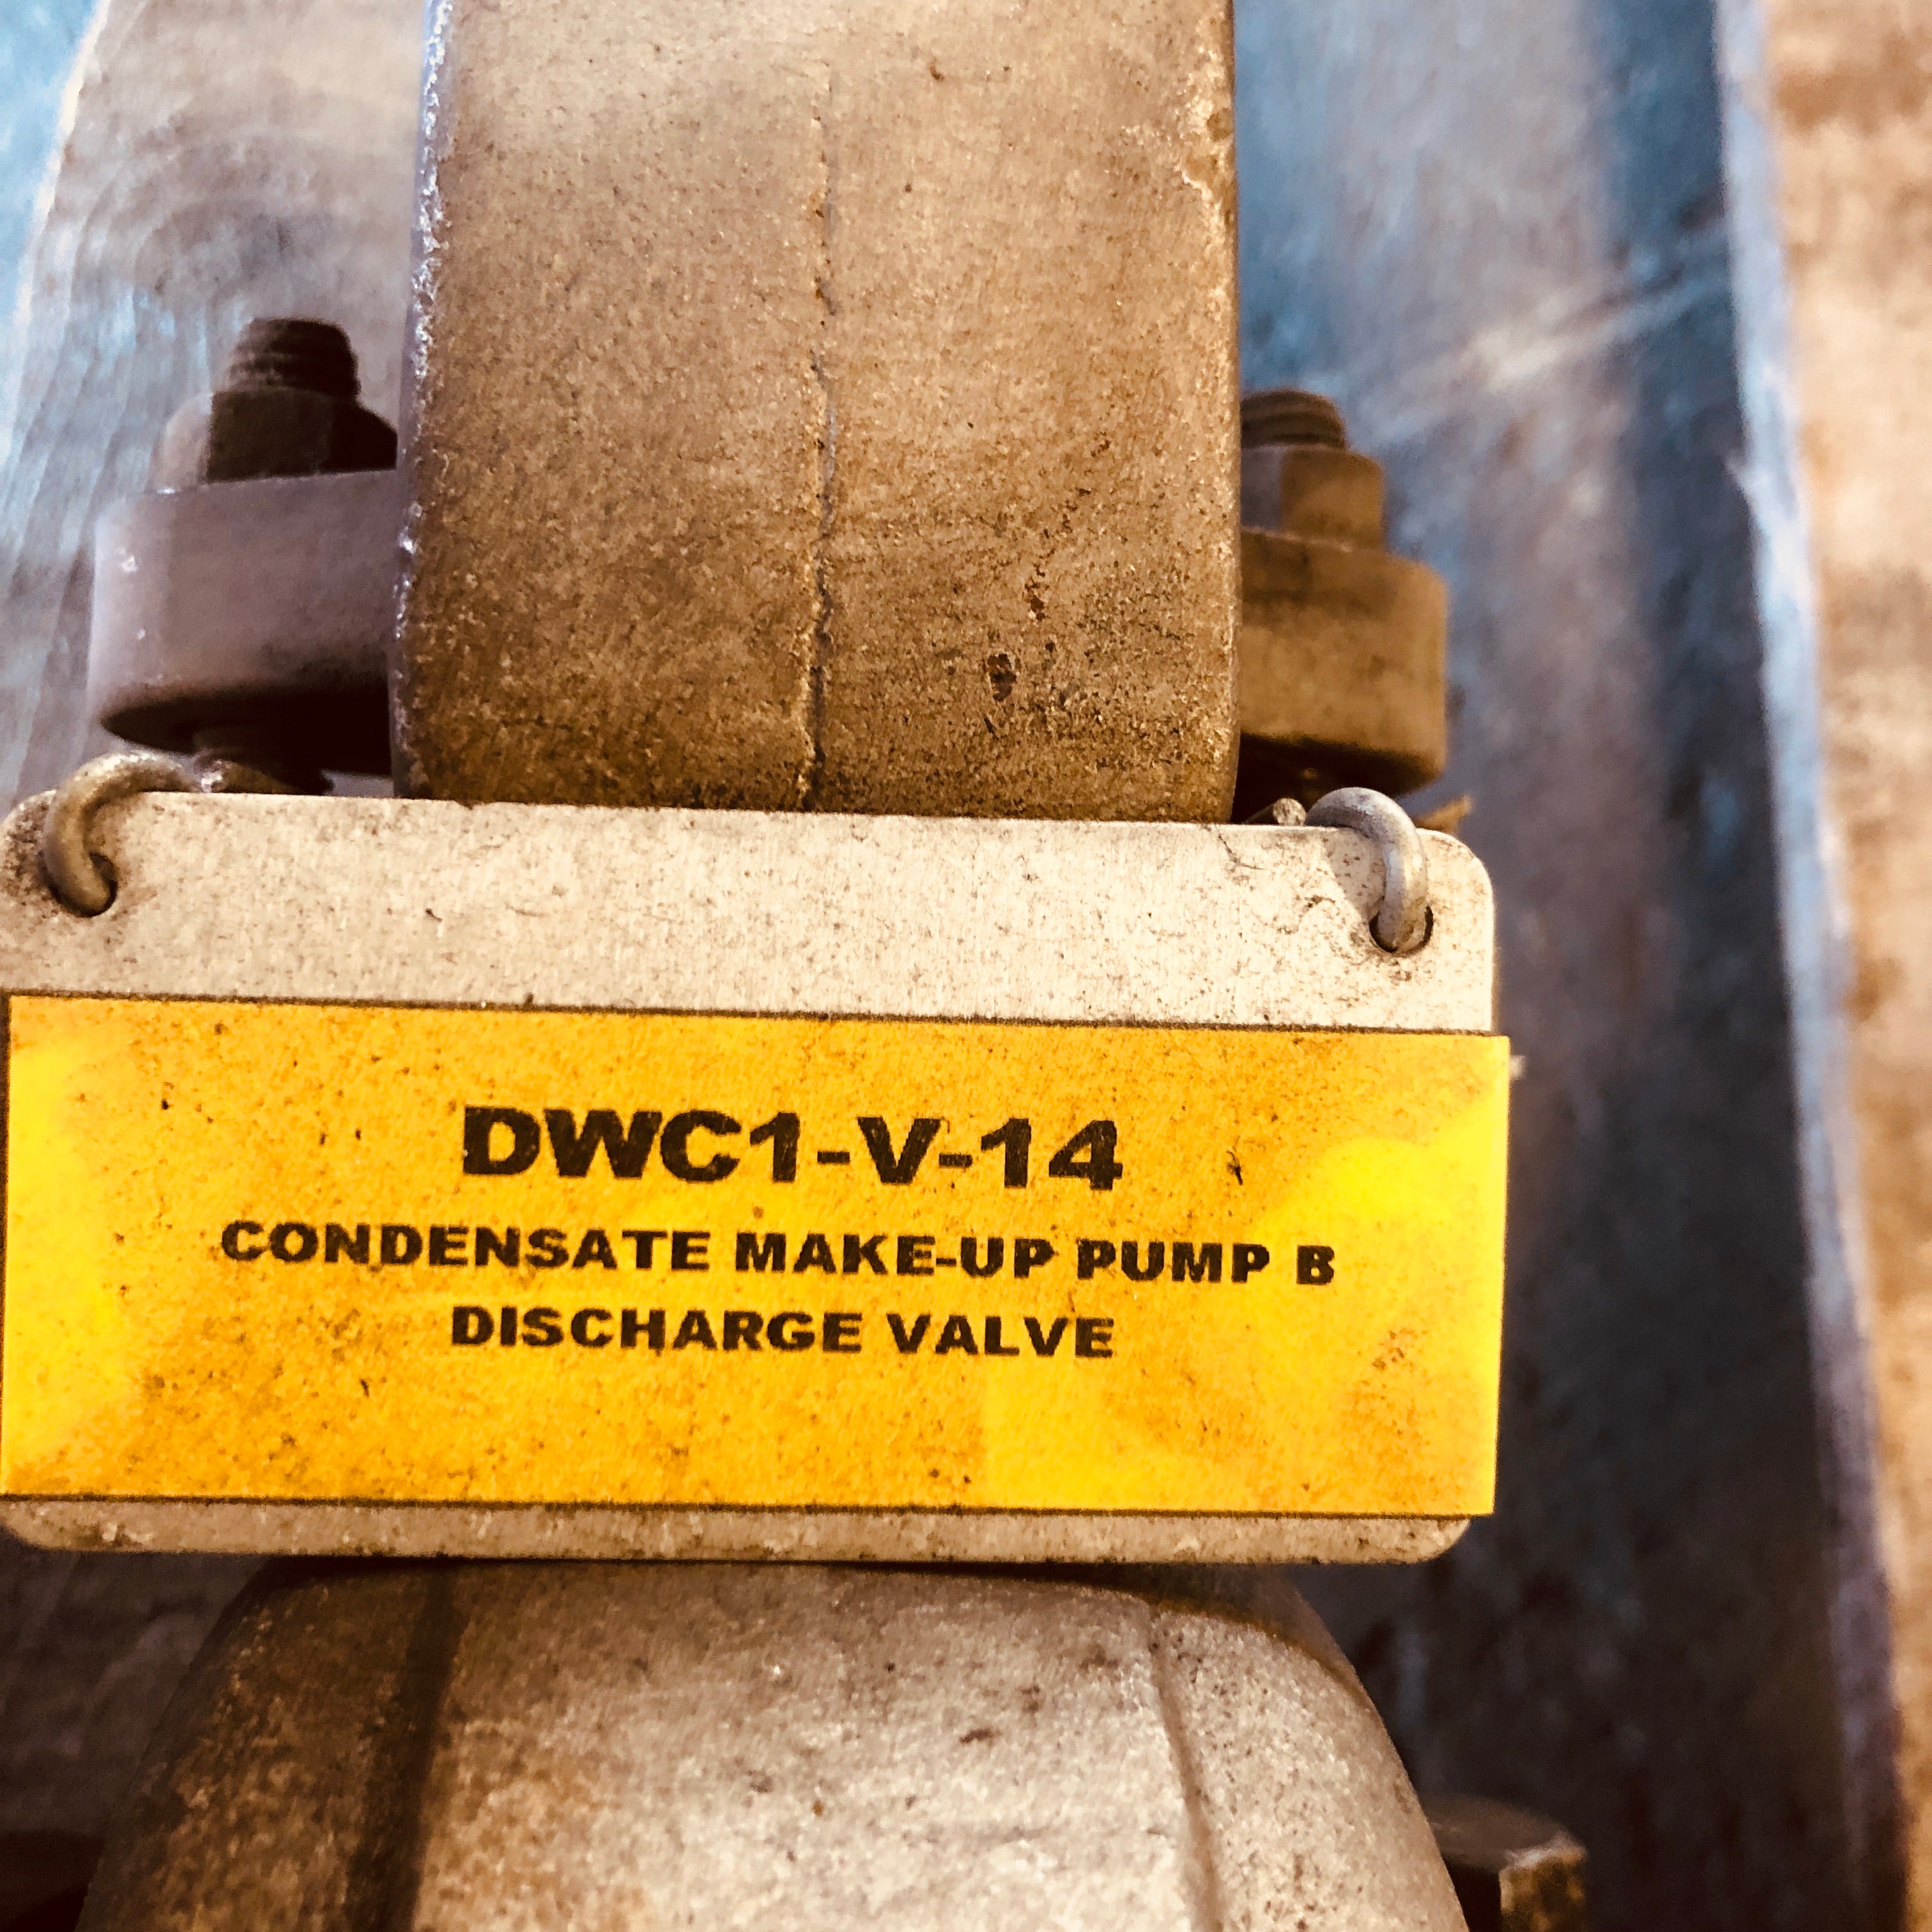 DWC1-V-14
CONDENSATE MAKE-UP PUMP B
DISCHARGE VALVE